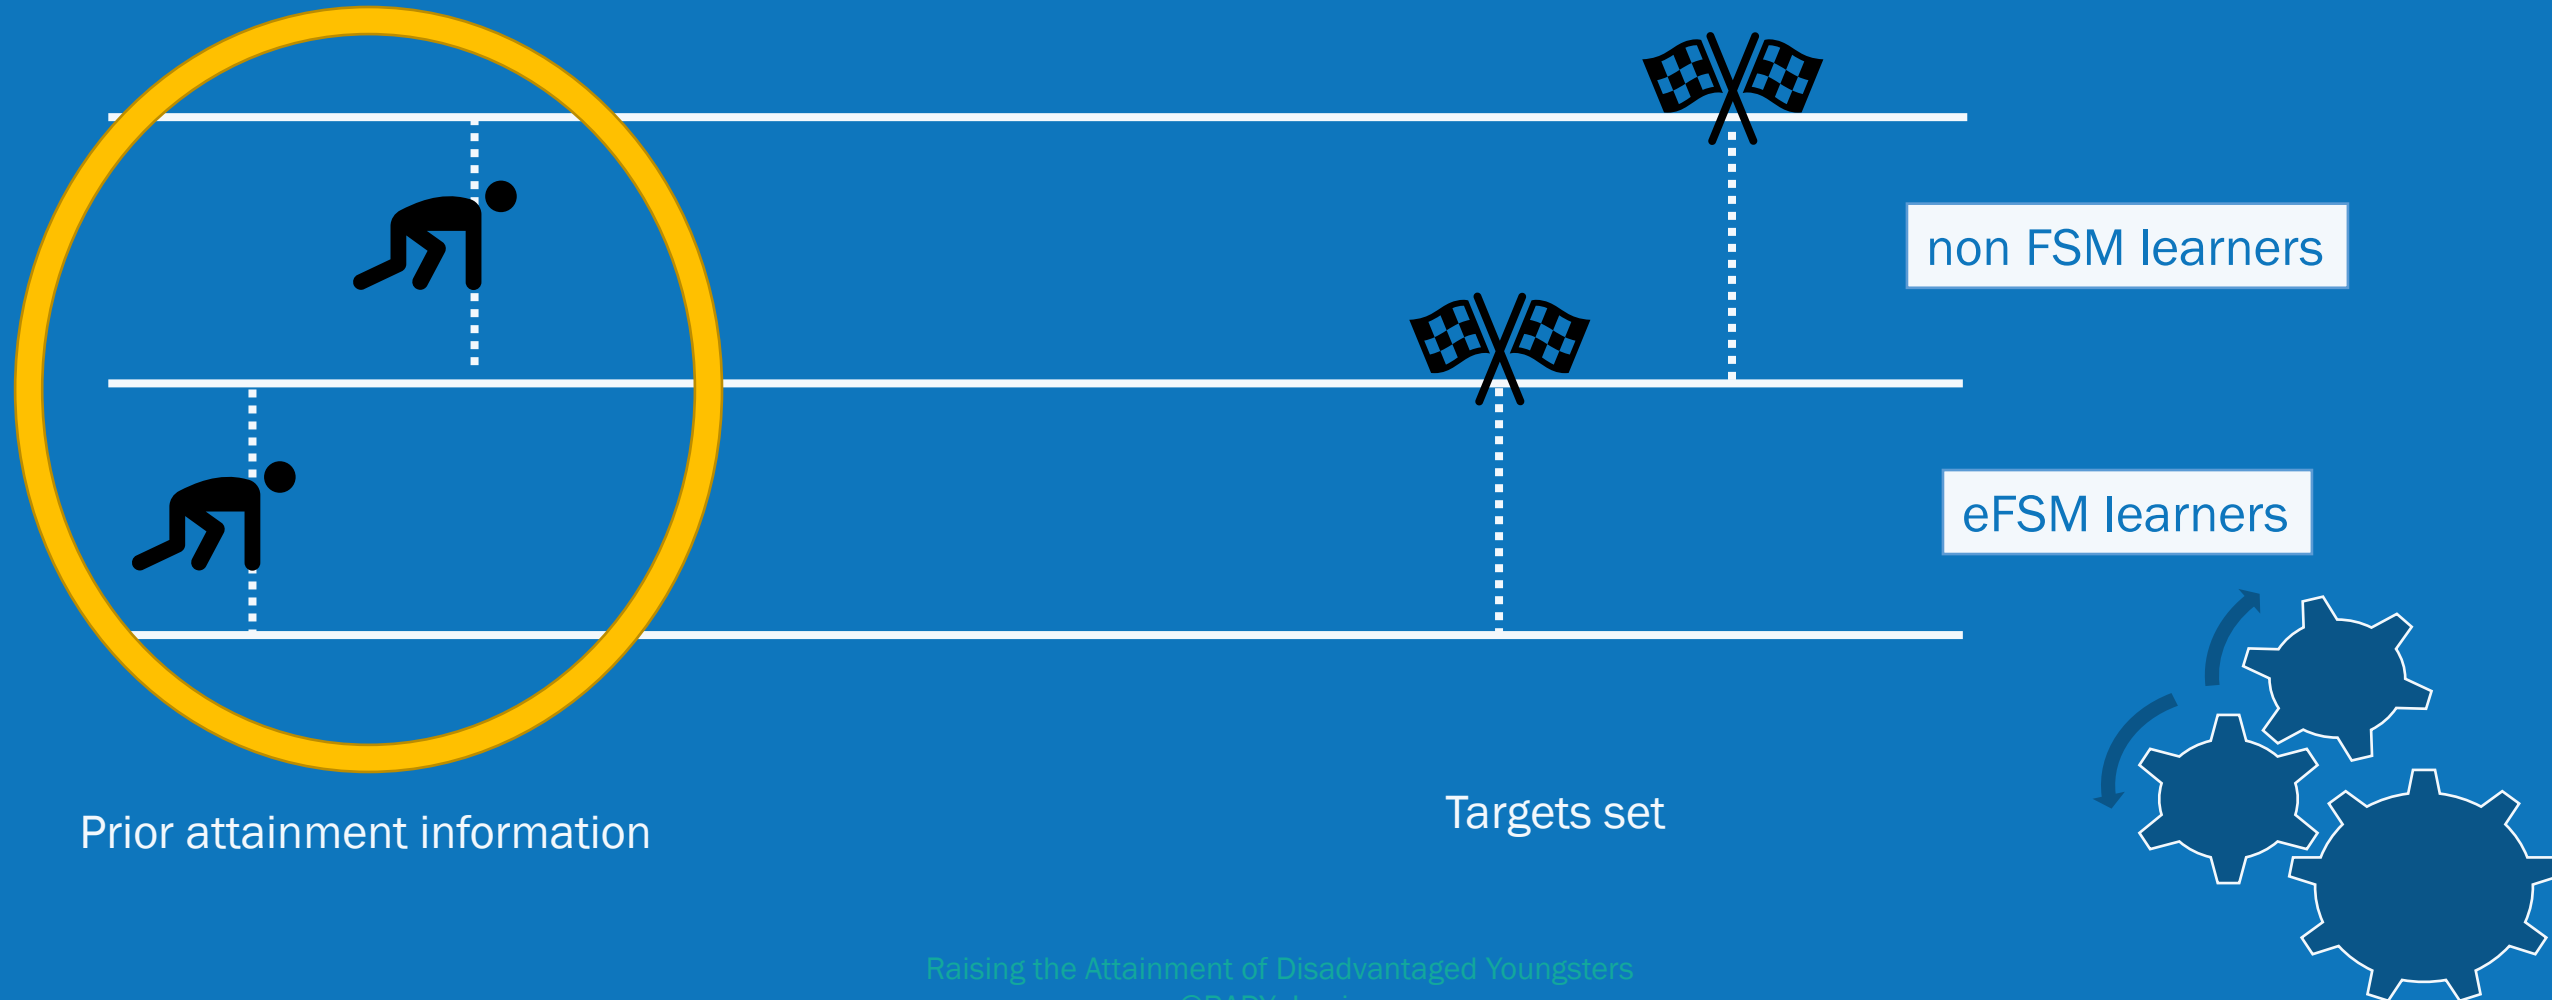 non FSM learners
eFSM learners
Prior attainment information
Targets set
Raising the Attainment of Disadvantaged Youngsters